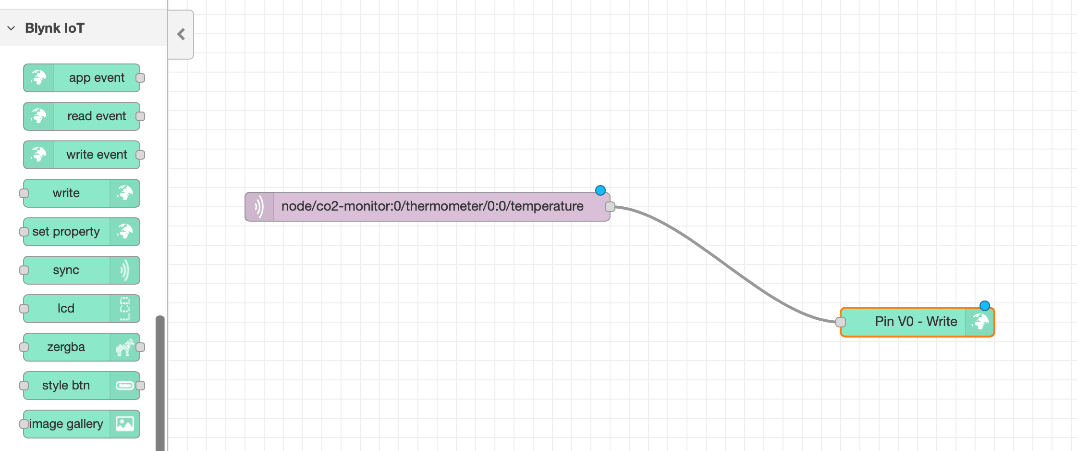 Blynk IoT
app event
read event
write event
write
set property
sync
lcd
zergba
style btn
image gallery
node/co2-monitor:0/thermometer/0:0/temperature
Pin V0 - Write